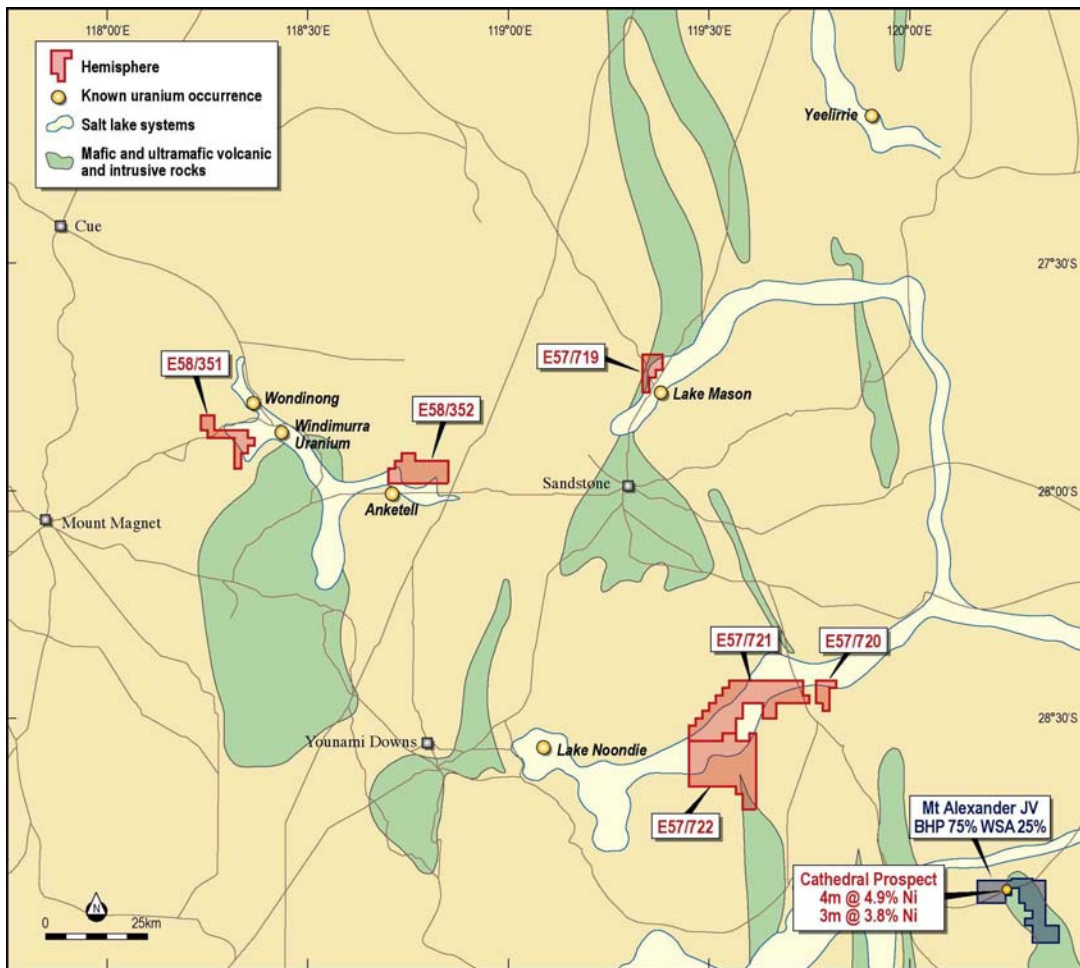 118°00'E
118°30'E
119°00'E
119°30'E
120°00'E
Hemisphere
Known uranium occurrence
Salt lake systems
Mafic and ultramafic volcanic
and intrusive rocks
Yeelirrie
Cue
27°30'S
E58/351
E57/719
Wondinong
Lake Mason
E58/352
Windimurra
Uranium
Sandstone
28°00'S
Anketell
Mount Magnet
E57/721
E57/720
28°30'S
Younami Downs
Lake Noondie
E57/722
Mt Alexander JV
BHP 75% WSA 25%
Cathedral Prospect
4m @ 4.9% Ni
3m @ 3.8% Ni
N
0
25km